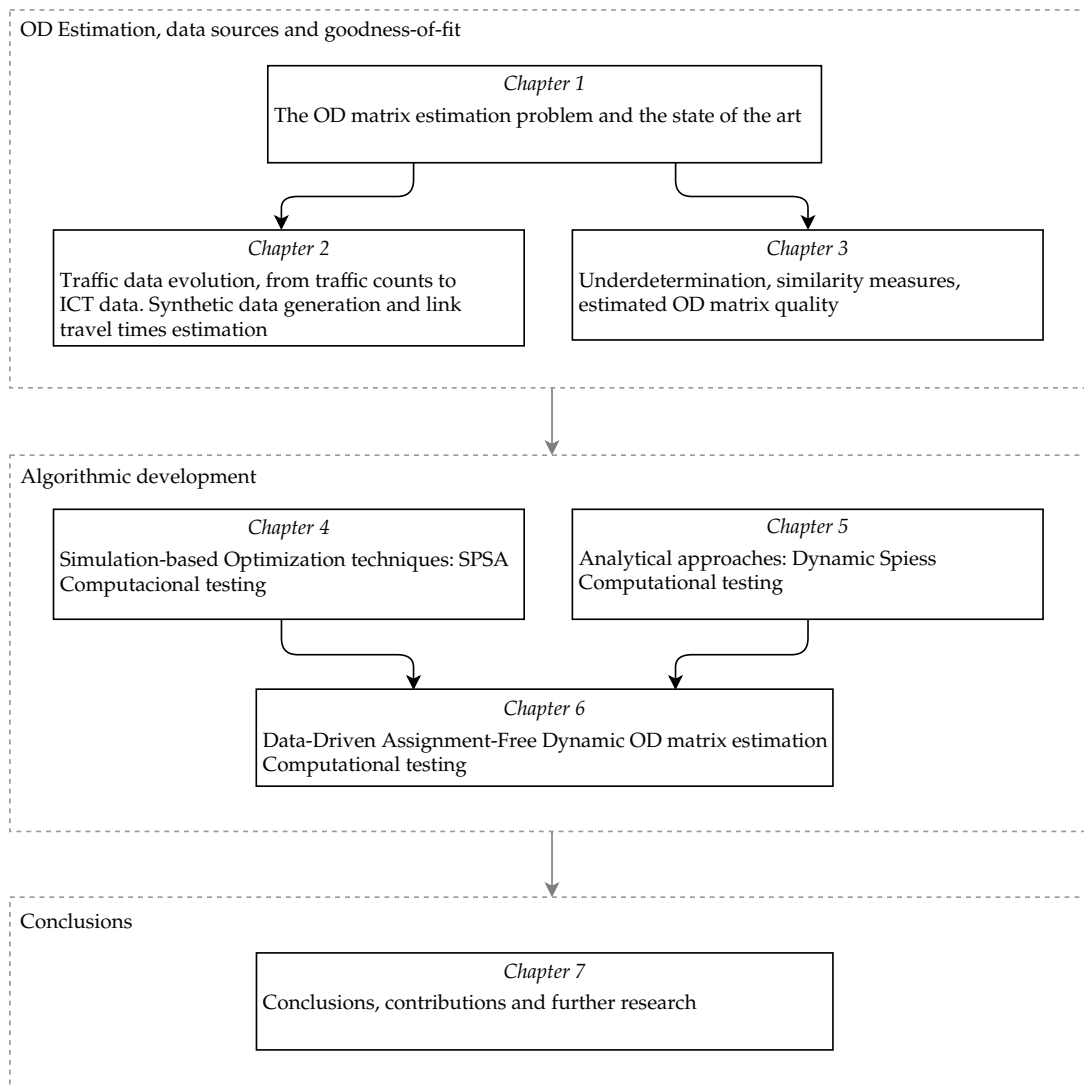 OD Estimation, data sources and goodness-of-fit
Chapter 1
The OD matrix estimation problem and the state of the art
Chapter 2
Traffic data evolution, from traffic counts to
ICT data. Synthetic data generation and link
travel times estimation
Chapter 3
Underdetermination, similarity measures,
estimated OD matrix quality
Algorithmic development
Chapter 4
Simulation-based Optimization techniques: SPSA
Computacional testing
Chapter 5
Analytical approaches: Dynamic Spiess
Computational testing
Chapter 6
Data-Driven Assignment-Free Dynamic OD matrix estimation
Computational testing
Conclusions
Chapter 7
Conclusions, contributions and further research